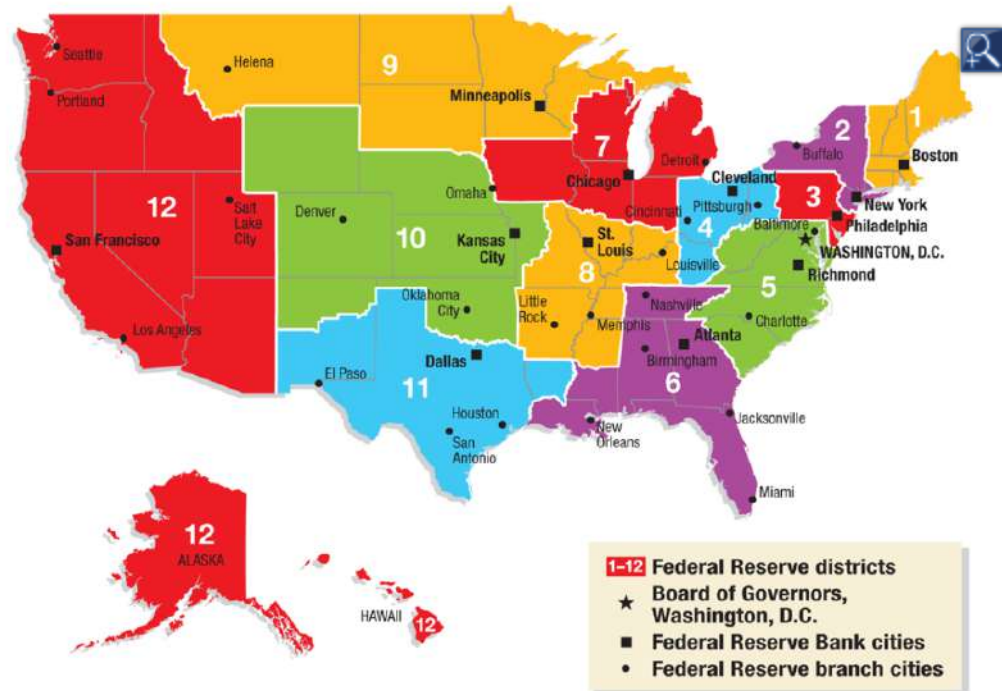 Seattle
Portland
Helena
9
Minneapolis
7
Chicago
Detroit
2
Buffalo
1
Boston
Cleveland
New York
3
Philadelphia
Pittsburgh
Cincinnati
4
Baltimore
WASHINGTON, D.C.
Richmond
5
Charlotte
12
San Francisco
Salt Lake
City
Los Angeles
Omaha
Denver
10
Kansas
City
Oklahoma
City
St.
Louis
8
Louisville
Little
Rock
Memphis
Nashville
Atlanta
Birmingham
6
Jacksonville
New
Orleans
Miami
Dallas
El Paso
11
Houston
San
Antonio
12
ALASKA
HAWAII
12
1–12 Federal Reserve districts
Board of Governors,
Washington, D.C.
Federal Reserve Bank cities
Federal Reserve branch cities